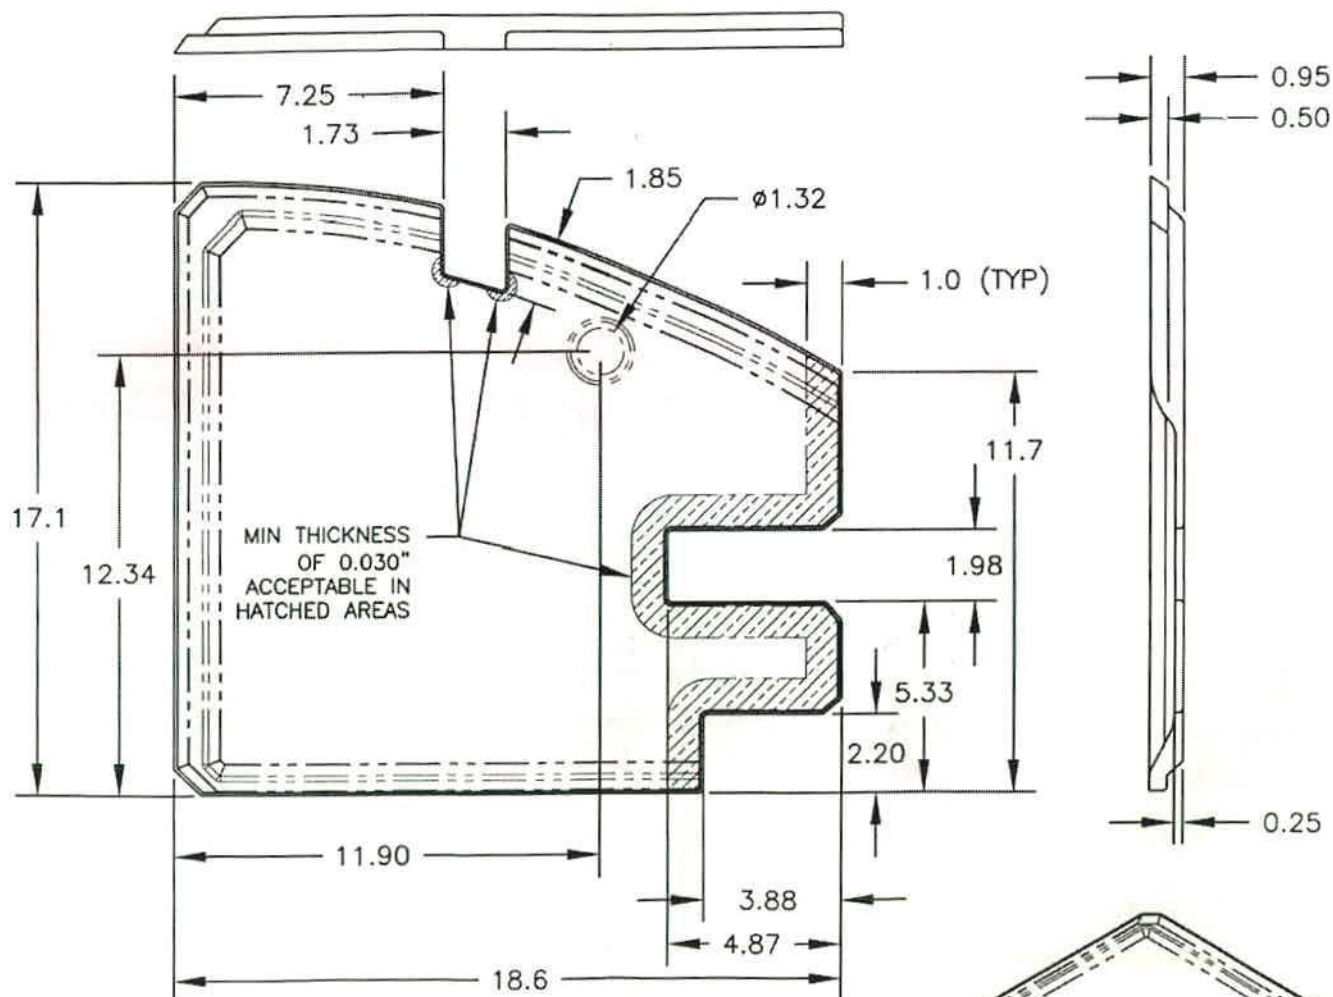 0.95
7.25
0.50
1.73
1.85
ø1.32
1.0 (TYP)
11.7
17.1
MIN THICKNESS
OF 0.030"
ACCEPTABLE IN
HATCHED AREAS
12.34
1.98
5.33
2.20
0.25
11.90
3.88
4.87
18.6